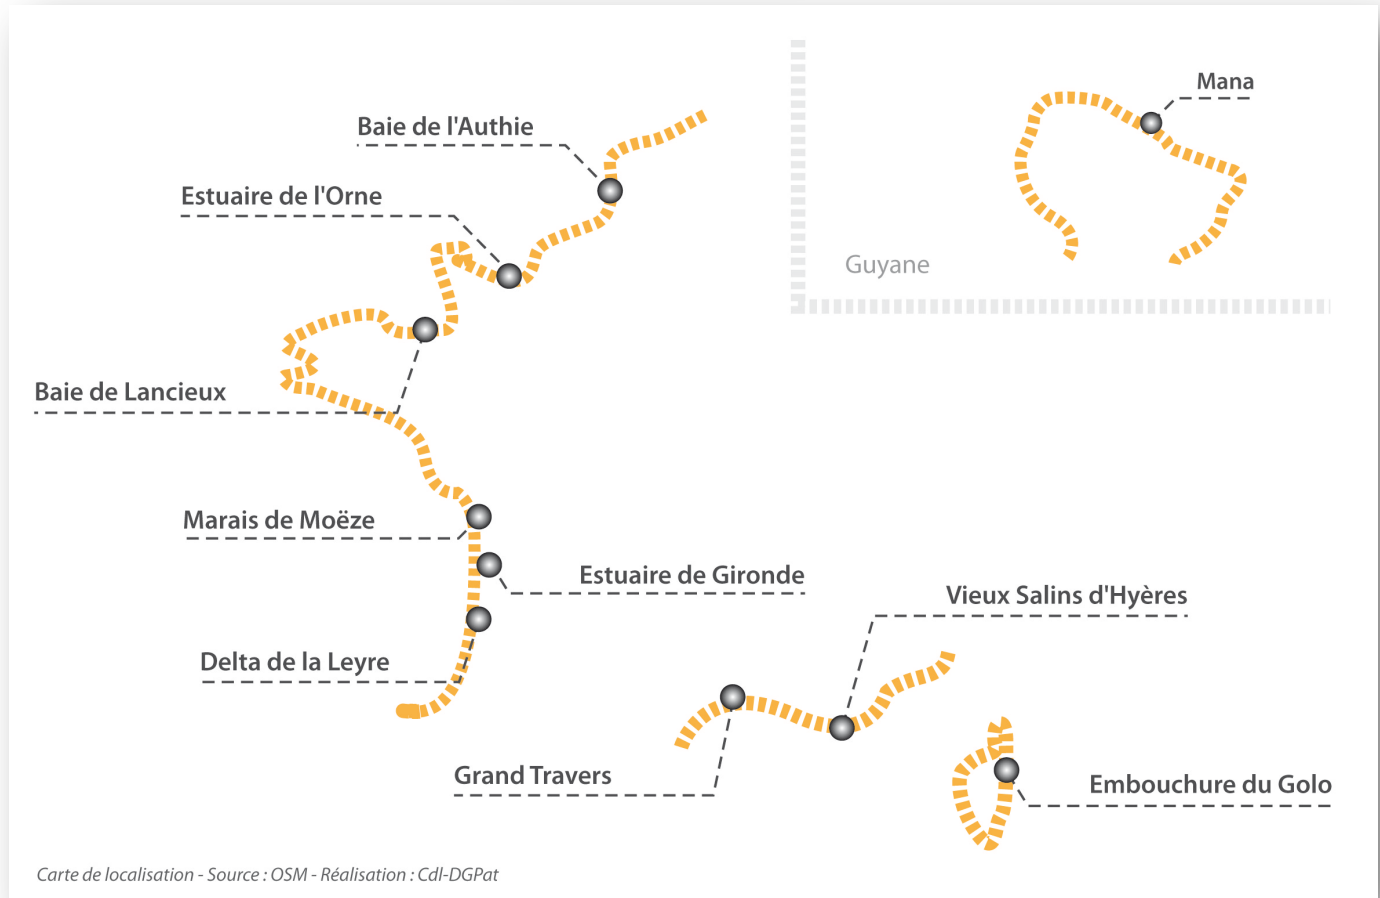 Mana
Baie de l'Authie
Estuaire de l'Orne
Guyane
Baie de Lancieux
Marais de Moëze
Estuaire de Gironde
Vieux Salins d'Hyères
Delta de la Leyre
Grand Travers
Embouchure du Golo
Carte de localisation - Source : OSM - Réalisation : Cdl-DGPat